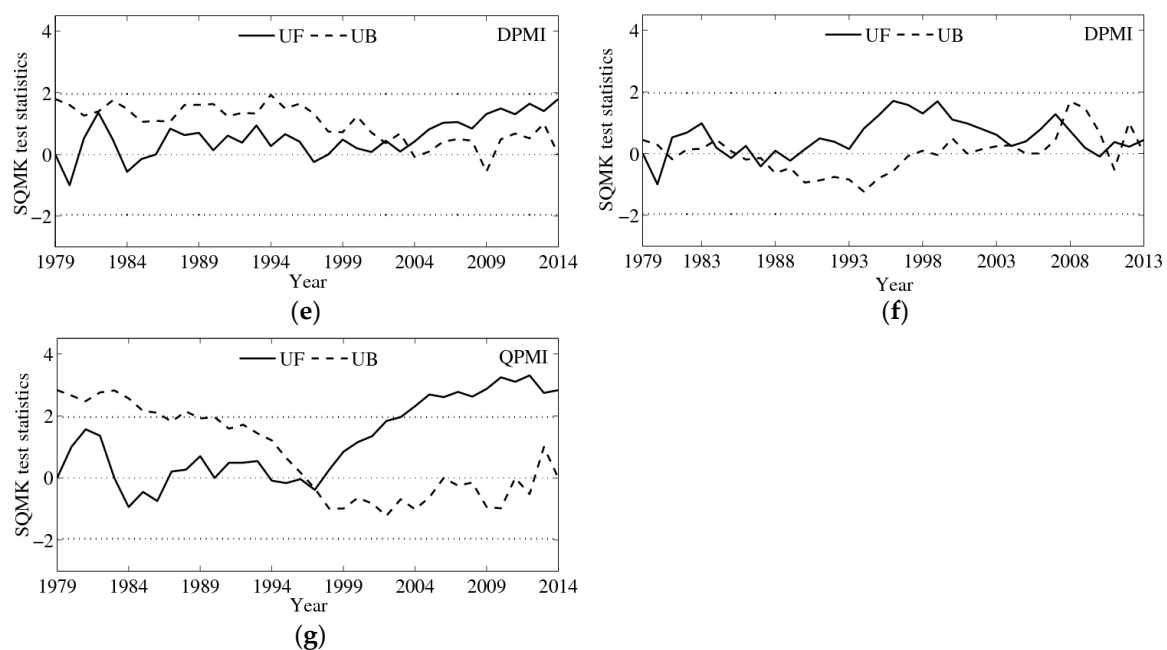 4
2
0
−2
SQMK test statistics
UF UB DPMI
1979 1984 1989 1994 1999 2004 2009 2014
Year
(e)
4
2
0
−2
SQMK test statistics
UF UB DPMI
1979 1983 1988 1993 1998 2003 2008 2013
Year
(f)
4
2
0
−2
SQMK test statistics
UF UB QPMI
1979 1984 1989 1994 1999 2004 2009 2014
Year
(g)